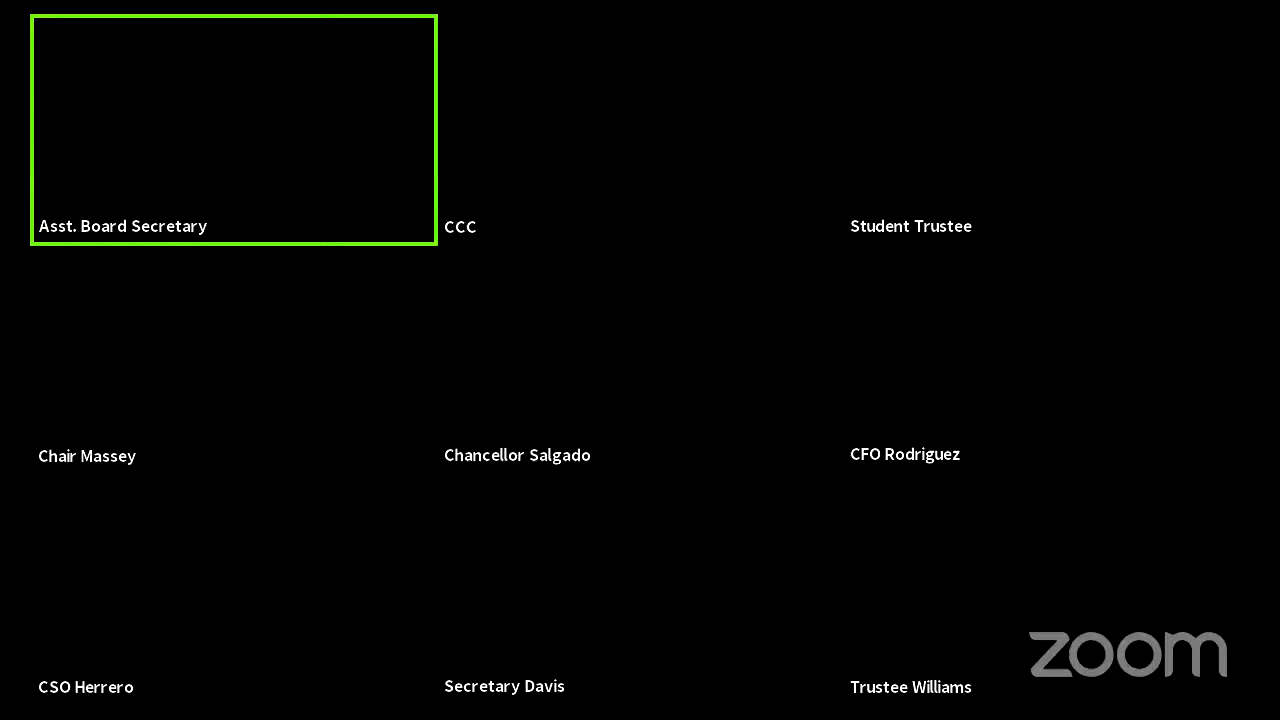 Asst. Board Secretary
CCC
Student Trustee
Chair Massey
Chancellor Salgado
CFO Rodriguez
CSO Herrero
Secretary Davis
Trustee Williams
zoom